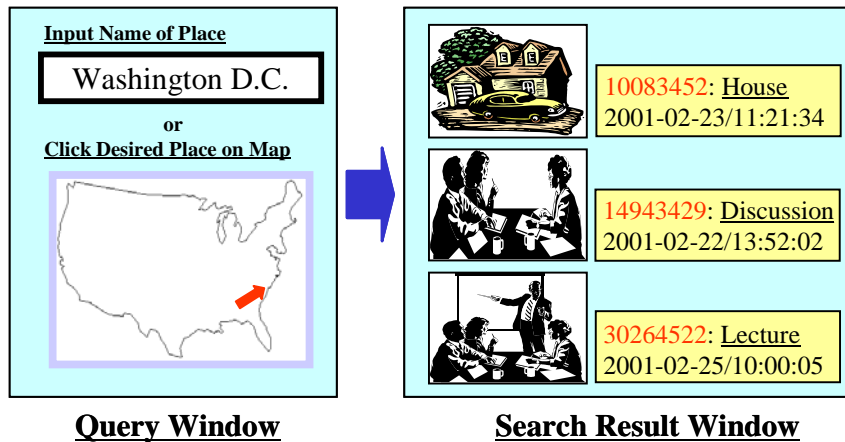 Input Name of Place
Washington D.C.
or
Click Desired Place on Map
10083452: House
2001-02-23/11:21:34
14943429: Discussion
2001-02-22/13:52:02
30264522: Lecture
2001-02-25/10:00:05
Query Window
Search Result Window